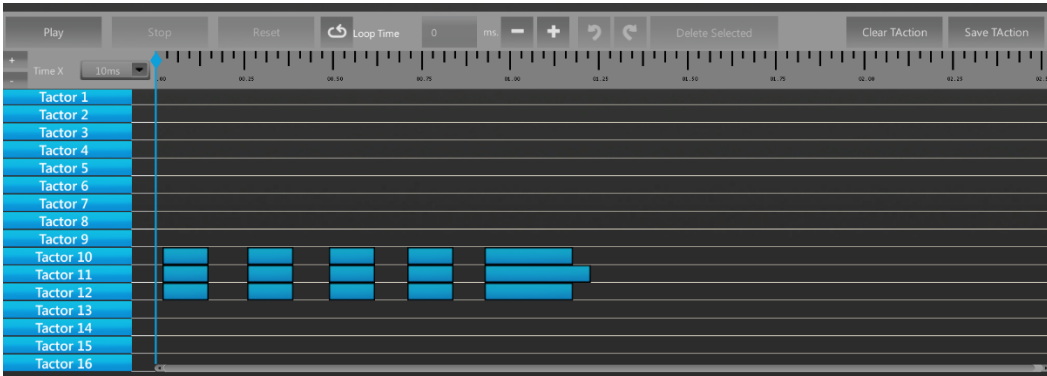 Play Stop Reset Loop Time 0 ms. − + Delete Selected Clear TAction Save TAction
+ Time X 10ms
-
.00 00.25 00.50 00.75 01.00 01.25 01.50 01.75 02.00 02.25 02.5
Tactor 1
Tactor 2
Tactor 3
Tactor 4
Tactor 5
Tactor 6
Tactor 7
Tactor 8
Tactor 9
Tactor 10
Tactor 11
Tactor 12
Tactor 13
Tactor 14
Tactor 15
Tactor 16